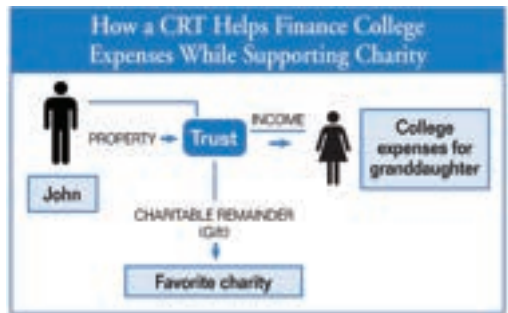 How a CRT Helps Finance College
Expenses While Supporting Charity
PROPERTY
Trust
INCOME
College
expenses for
granddaughter
John
CHARITABLE REMAINDER
(Gift)
Favorite charity